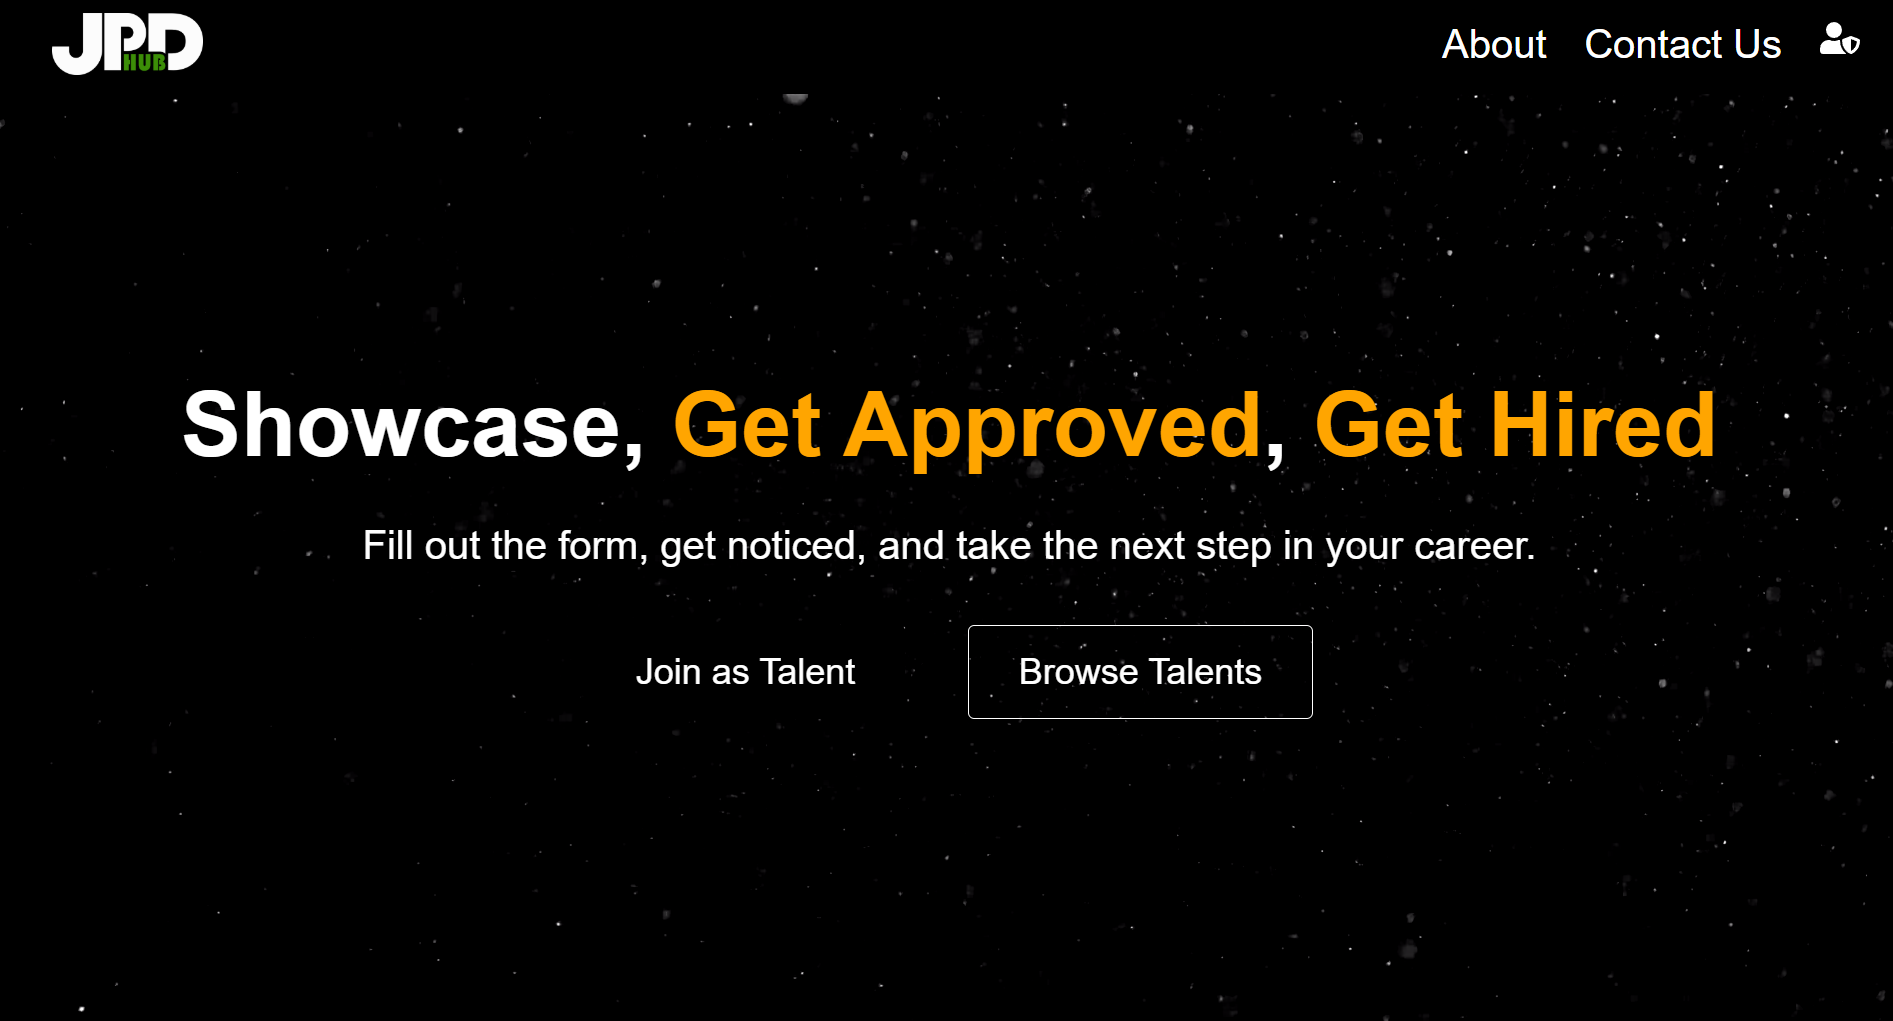 JPD
HUB
About
Contact Us
Showcase, Get Approved, Get Hired
Fill out the form, get noticed, and take the next step in your career.
Join as Talent
Browse Talents